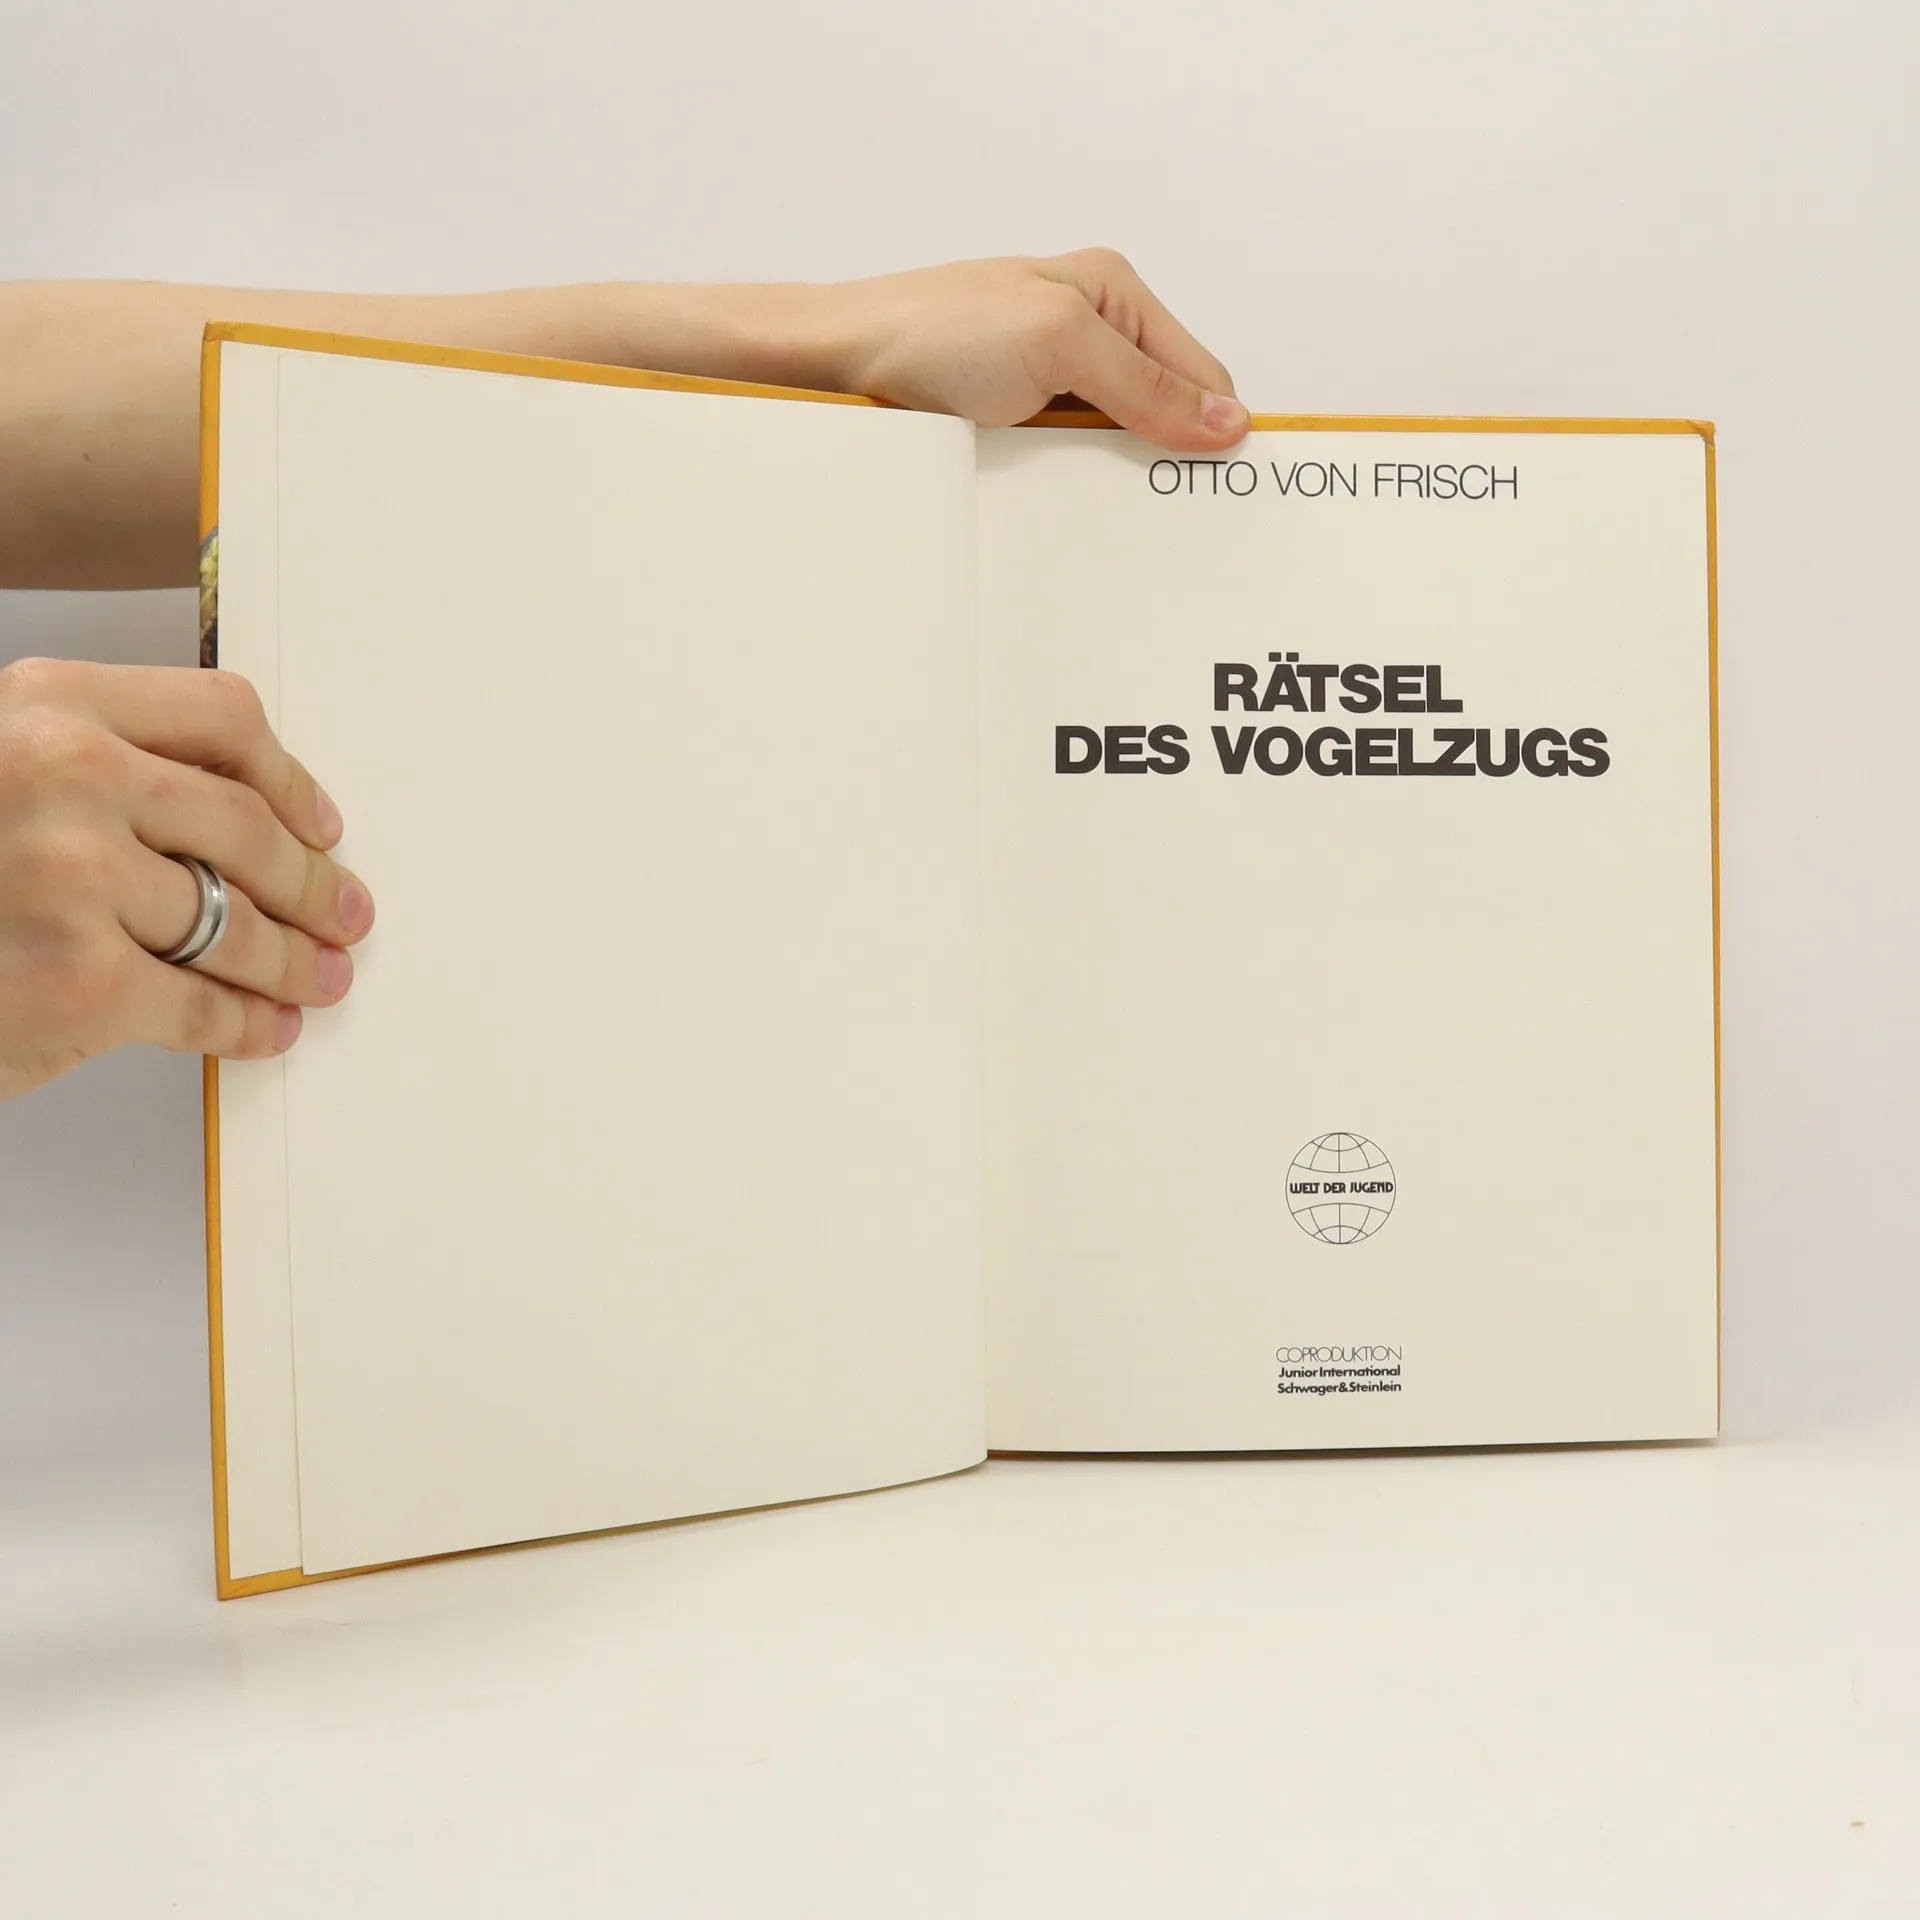 OTTO VON FRISCH
RÄTSEL
DES VOGELZUGS
WELT DER JUGEND
COPRODUKTION
Junior International
Schwager&Steinlein